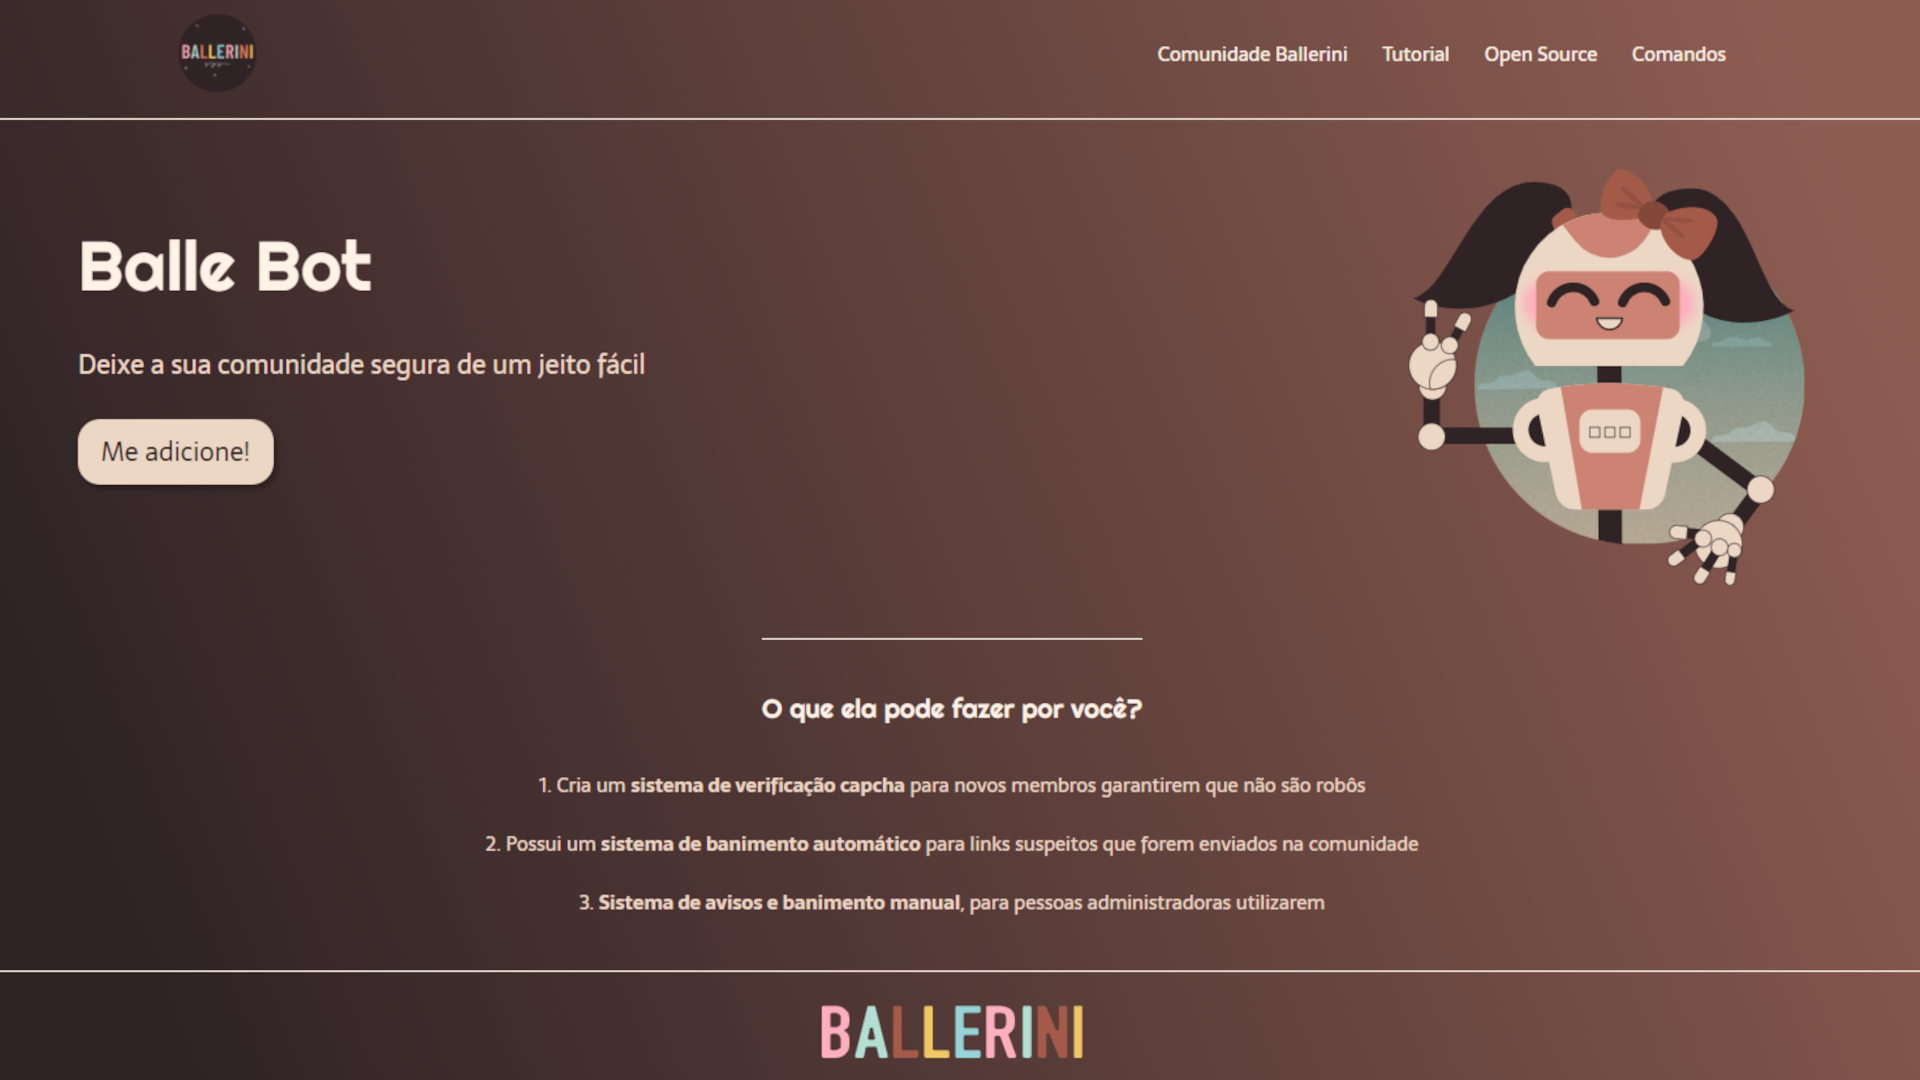 BALLERINI
Comunidade Ballerini
Tutorial
Open Source
Comandos
Balle Bot
Deixe a sua comunidade segura de um jeito fácil
Me adicione!
O que ela pode fazer por você?
1. Cria um sistema de verificação capcha para novos membros garantirem que não são robôs
2. Possui um sistema de banimento automático para links suspeitos que forem enviados na comunidade
3. Sistema de avisos e banimento manual, para pessoas administradoras utilizarem
BALLERINI